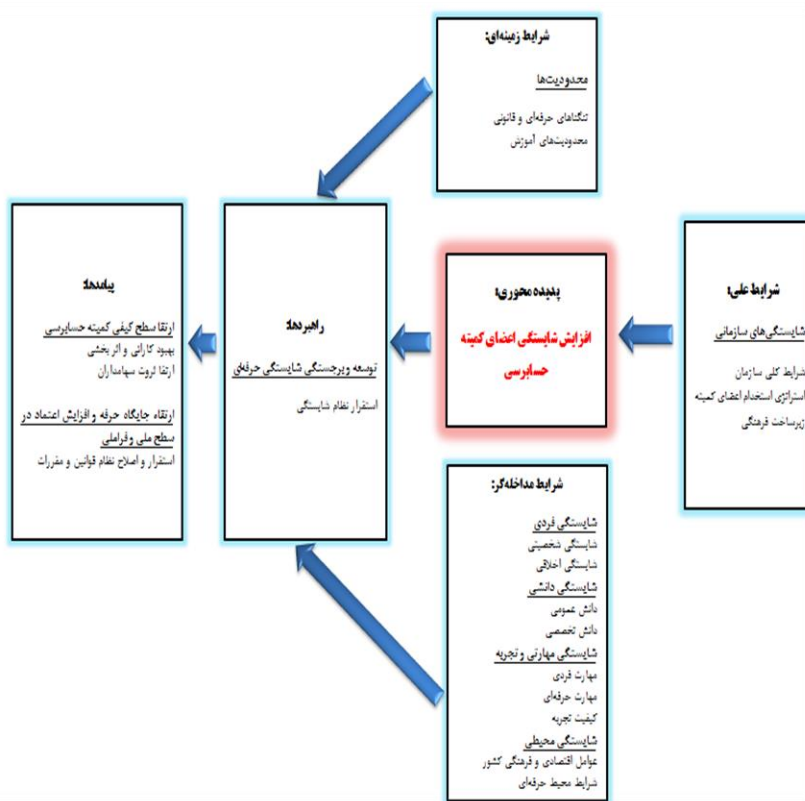 شرایط زمینه‌ای:
محدودیت‌ها
تنگناهای حرفه‌ای و قانونی
محدودیت‌های آموزش
شرایط علی:
شایستگی‌های سازمانی
شرایط کلی سازمان
استراتژی استخدام اعضای کمیته
زیرساخت فرهنگی
پدیده محوری:
افزایش شایستگی اعضای کمیته
حسابرسی
راهبردها:
توسعه و برجستگی شایستگی حرفه‌ای
استقرار نظام شایستگی
پیامدها:
ارتقا سطح کیفی کمیته حسابرسی
بهبود کارائی و اثربخشی
ارتقا ثروت سهامداران
ارتقاء جایگاه حرفه و افزایش اعتماد در
سطح ملی و فراملی
استقرار و اصلاح نظام قوانین و مقررات
شرایط مداخله‌گر:
شایستگی فردی
شایستگی شخصیتی
شایستگی اخلاقی
شایستگی دانشی
دانش عمومی
دانش تخصصی
شایستگی مهارتی و تجربه
مهارت فردی
مهارت حرفه‌ای
کیفیت تجربه
شایستگی محیطی
عوامل اقتصادی و فرهنگی کشور
شرایط محیط حرفه‌ای